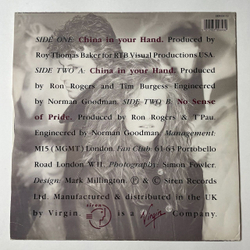 SIDE ONE: China in your Hand. Produced by
Roy Thomas Baker for RTB Visual Productions USA.
SIDE TWO A: China in your Hand. Produced
by Ron Rogers and Tim Burgess. Engineered
by Norman Goodman. SIDE TWO B: No Sense
of Pride. Produced by Ron Rogers & T'Pau.
Engineered by Norman Goodman. Management:
MIS (MGMT) London. Fan Club: 61-63 Portobello
Road London W11. Photography: Simon Fowler.
Design: Mark Millington. Ⓟ & © Siren Records
Ltd. Manufactured & distributed in the UK
by Virgin. siren is a Virgin Company.